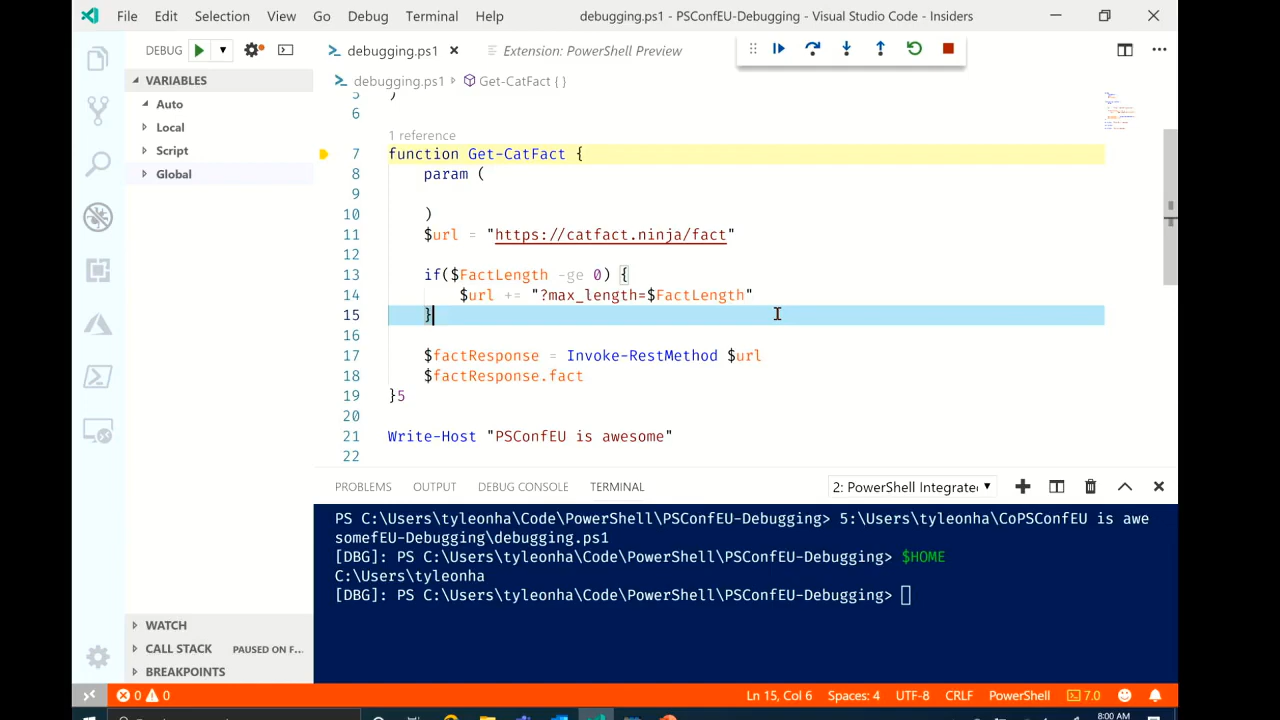 File Edit Selection View Go Debug Terminal Help debugging.ps1 - PSConfEU-Debugging - Visual Studio Code - Insiders
DEBUG debugging.ps1 Extension: PowerShell Preview
VARIABLES
debugging.ps1 Get-CatFact { }
Auto
Local
Script
Global
5 )
6
1 reference
7 function Get-CatFact {
8 param (
9
10 )
11 $url = "https://catfact.ninja/fact"
12
13 if($FactLength -ge 0) {
14 $url += "?max_length=$FactLength"
15 }
16
17 $factResponse = Invoke-RestMethod $url
18 $factResponse.fact
19 }5
20
21 Write-Host "PSConfEU is awesome"
22
PROBLEMS OUTPUT DEBUG CONSOLE TERMINAL 2: PowerShell Integrate
PS C:\Users\tyleonha\Code\PowerShell\PSConfEU-Debugging> 5:\Users\tyleonha\CoPSConfEU is awe
somefEU-Debugging\debugging.ps1
[DBG]: PS C:\Users\tyleonha\Code\PowerShell\PSConfEU-Debugging> $HOME
C:\Users\tyleonha
[DBG]: PS C:\Users\tyleonha\Code\PowerShell\PSConfEU-Debugging>
WATCH
CALL STACK PAUSED ON F...
BREAKPOINTS
0 0 Ln 15, Col 6 Spaces: 4 UTF-8 CRLF PowerShell 7.0
8:00 AM